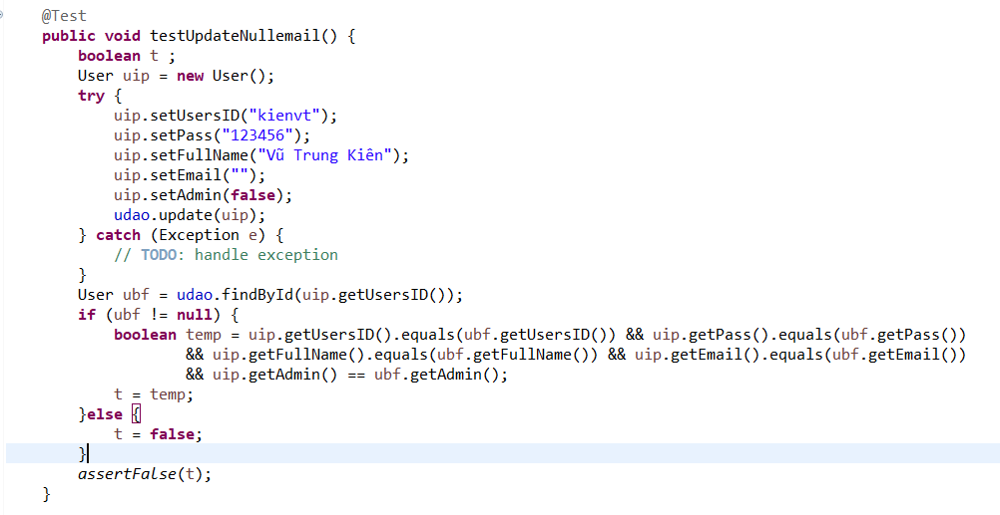 @Test
public void testUpdateNullemail() {
boolean t ;
User uip = new User();
try {
uip.setUsersID("kienvt");
uip.setPass("123456");
uip.setFullName("Vũ Trung Kiên");
uip.setEmail("");
uip.setAdmin(false);
udao.update(uip);
} catch (Exception e) {
// TODO: handle exception
}
User ubf = udao.findById(uip.getUsersID());
if (ubf != null) {
boolean temp = uip.getUsersID().equals(ubf.getUsersID()) && uip.getPass().equals(ubf.getPass())
&& uip.getFullName().equals(ubf.getFullName()) && uip.getEmail().equals(ubf.getEmail())
&& uip.getAdmin() == ubf.getAdmin();
t = temp;
}else {
t = false;
}
assertFalse(t);
}